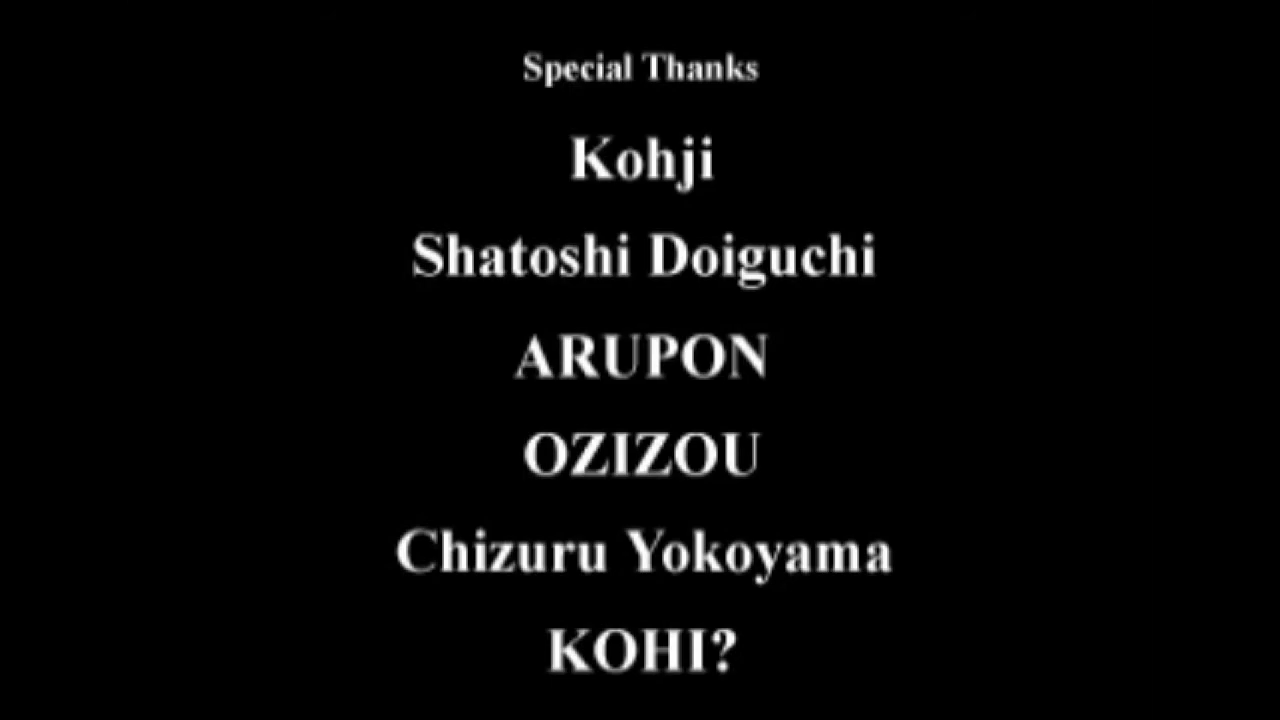 Special Thanks
Kohji
Shatoshi Doiguchi
ARUPON
OZIZOU
Chizuru Yokoyama
KOHI?